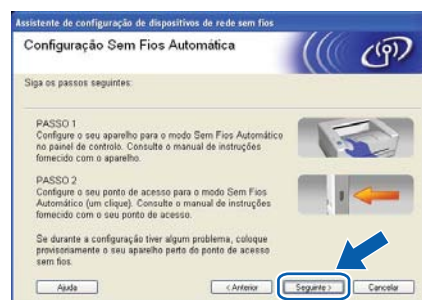 Assistente de configuração de dispositivos de rede sem fios
Configuração Sem Fios Automática
Siga os passos seguintes:
PASSO 1
Configure o seu aparelho para o modo Sem Fios Automático
no painel de controlo. Consulte o manual de instruções
fornecido com o aparelho.
PASSO 2
Configure o seu ponto de acesso para o modo Sem Fios
Automático (um clique). Consulte o manual de instruções
fornecido com o seu ponto de acesso.
Se durante a configuração tiver algum problema, coloque
provisoriamente o seu aparelho perto do ponto de acesso
sem fios.
Ajuda
< Anterior
Seguinte >
Cancelar